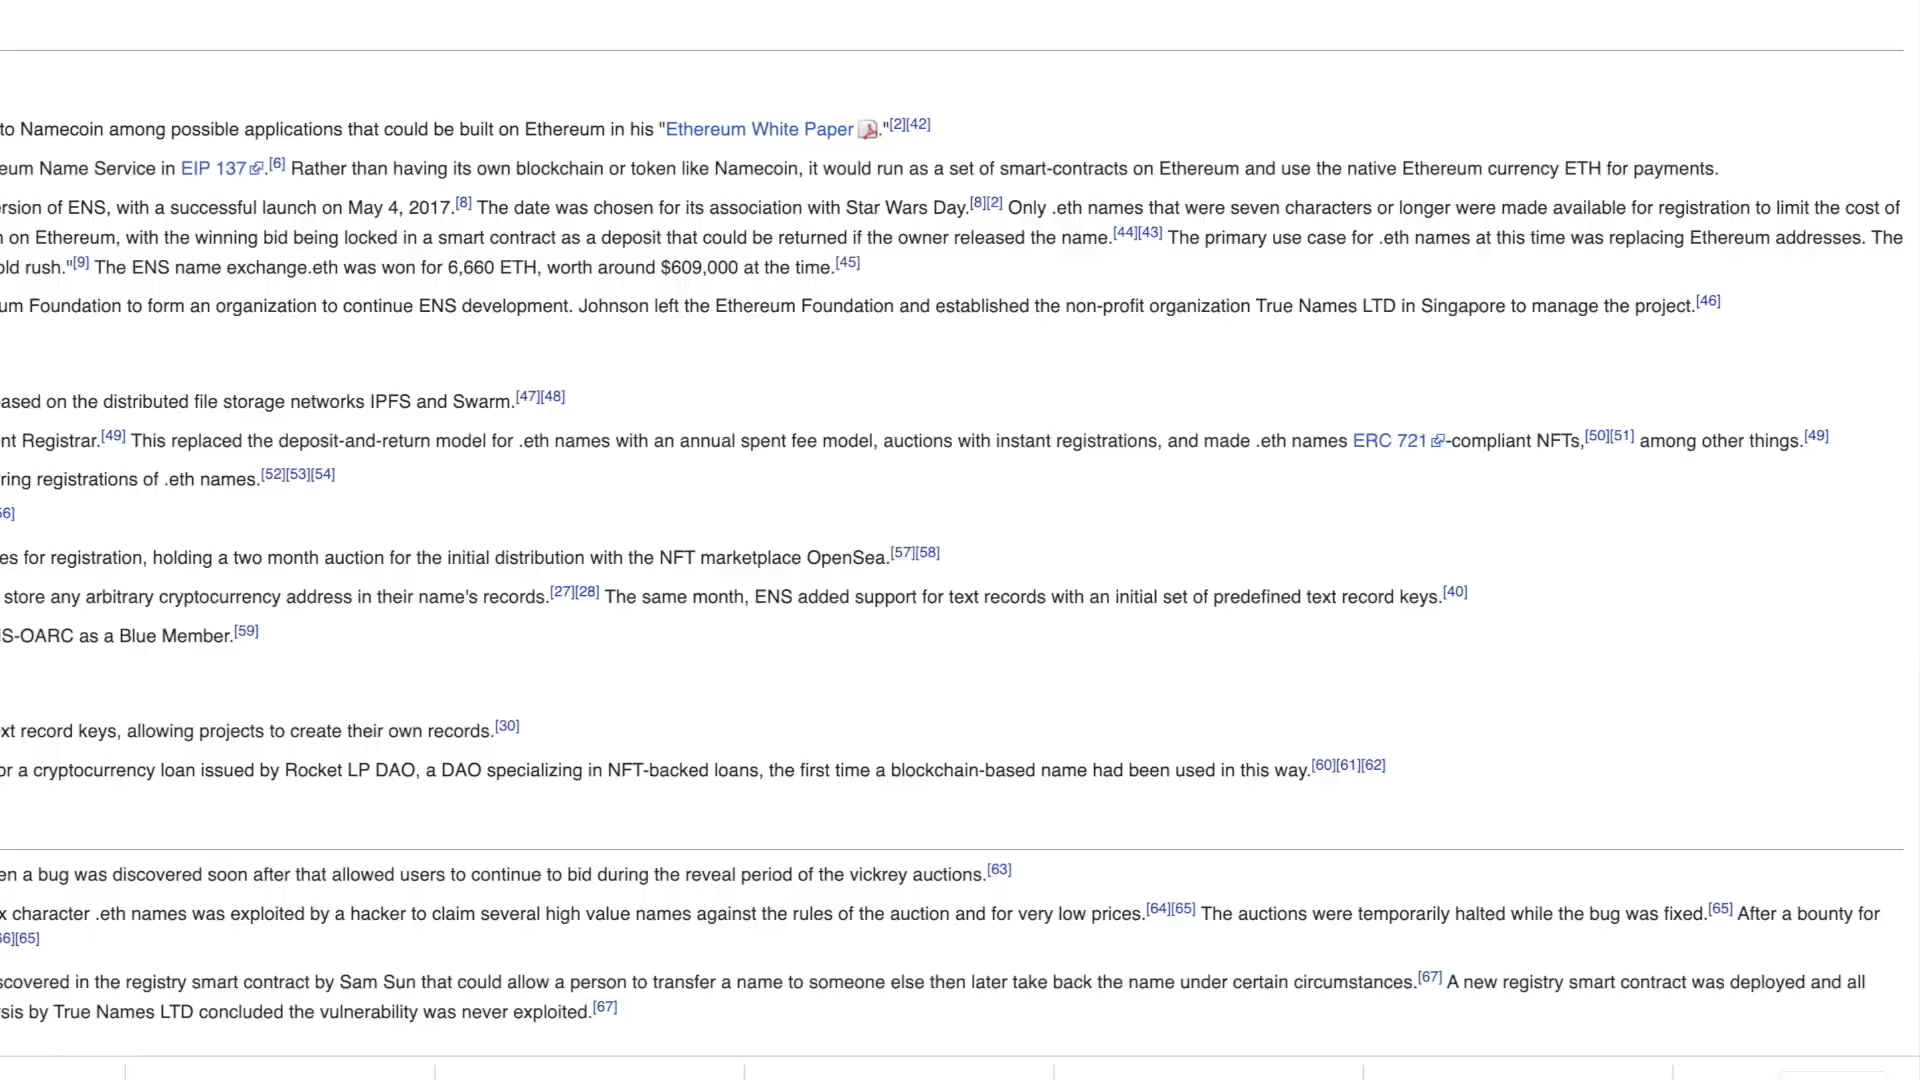 to Namecoin among possible applications that could be built on Ethereum in his "Ethereum White Paper ."[2][42]
eum Name Service in EIP 137.[6] Rather than having its own blockchain or token like Namecoin, it would run as a set of smart-contracts on Ethereum and use the native Ethereum currency ETH for payments.
ersion of ENS, with a successful launch on May 4, 2017.[8] The date was chosen for its association with Star Wars Day.[8][2] Only .eth names that were seven characters or longer were made available for registration to limit the cost of
n on Ethereum, with the winning bid being locked in a smart contract as a deposit that could be returned if the owner released the name.[44][43] The primary use case for .eth names at this time was replacing Ethereum addresses. The
old rush."[9] The ENS name exchange.eth was won for 6,660 ETH, worth around $609,000 at the time.[45]
um Foundation to form an organization to continue ENS development. Johnson left the Ethereum Foundation and established the non-profit organization True Names LTD in Singapore to manage the project.[46]
ased on the distributed file storage networks IPFS and Swarm.[47][48]
nt Registrar.[49] This replaced the deposit-and-return model for .eth names with an annual spent fee model, auctions with instant registrations, and made .eth names ERC 721-compliant NFTs,[50][51] among other things.[49]
ring registrations of .eth names.[52][53][54]
56]
es for registration, holding a two month auction for the initial distribution with the NFT marketplace OpenSea.[57][58]
store any arbitrary cryptocurrency address in their name's records.[27][28] The same month, ENS added support for text records with an initial set of predefined text record keys.[40]
NS-OARC as a Blue Member.[59]
xt record keys, allowing projects to create their own records.[30]
or a cryptocurrency loan issued by Rocket LP DAO, a DAO specializing in NFT-backed loans, the first time a blockchain-based name had been used in this way.[60][61][62]
en a bug was discovered soon after that allowed users to continue to bid during the reveal period of the vickrey auctions.[63]
x character .eth names was exploited by a hacker to claim several high value names against the rules of the auction and for very low prices.[64][65] The auctions were temporarily halted while the bug was fixed.[65] After a bounty for
66][65]
scovered in the registry smart contract by Sam Sun that could allow a person to transfer a name to someone else then later take back the name under certain circumstances.[67] A new registry smart contract was deployed and all
sis by True Names LTD concluded the vulnerability was never exploited.[67]